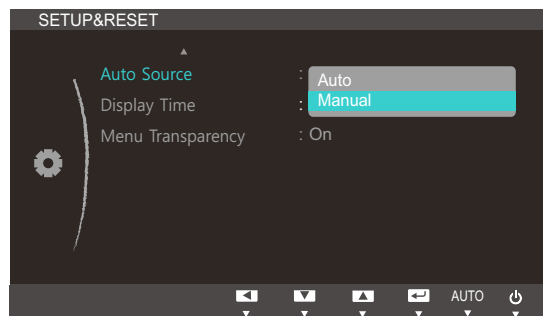 SETUP&RESET
Auto Source : Auto
Display Time : Manual
Menu Transparency : On
AUTO